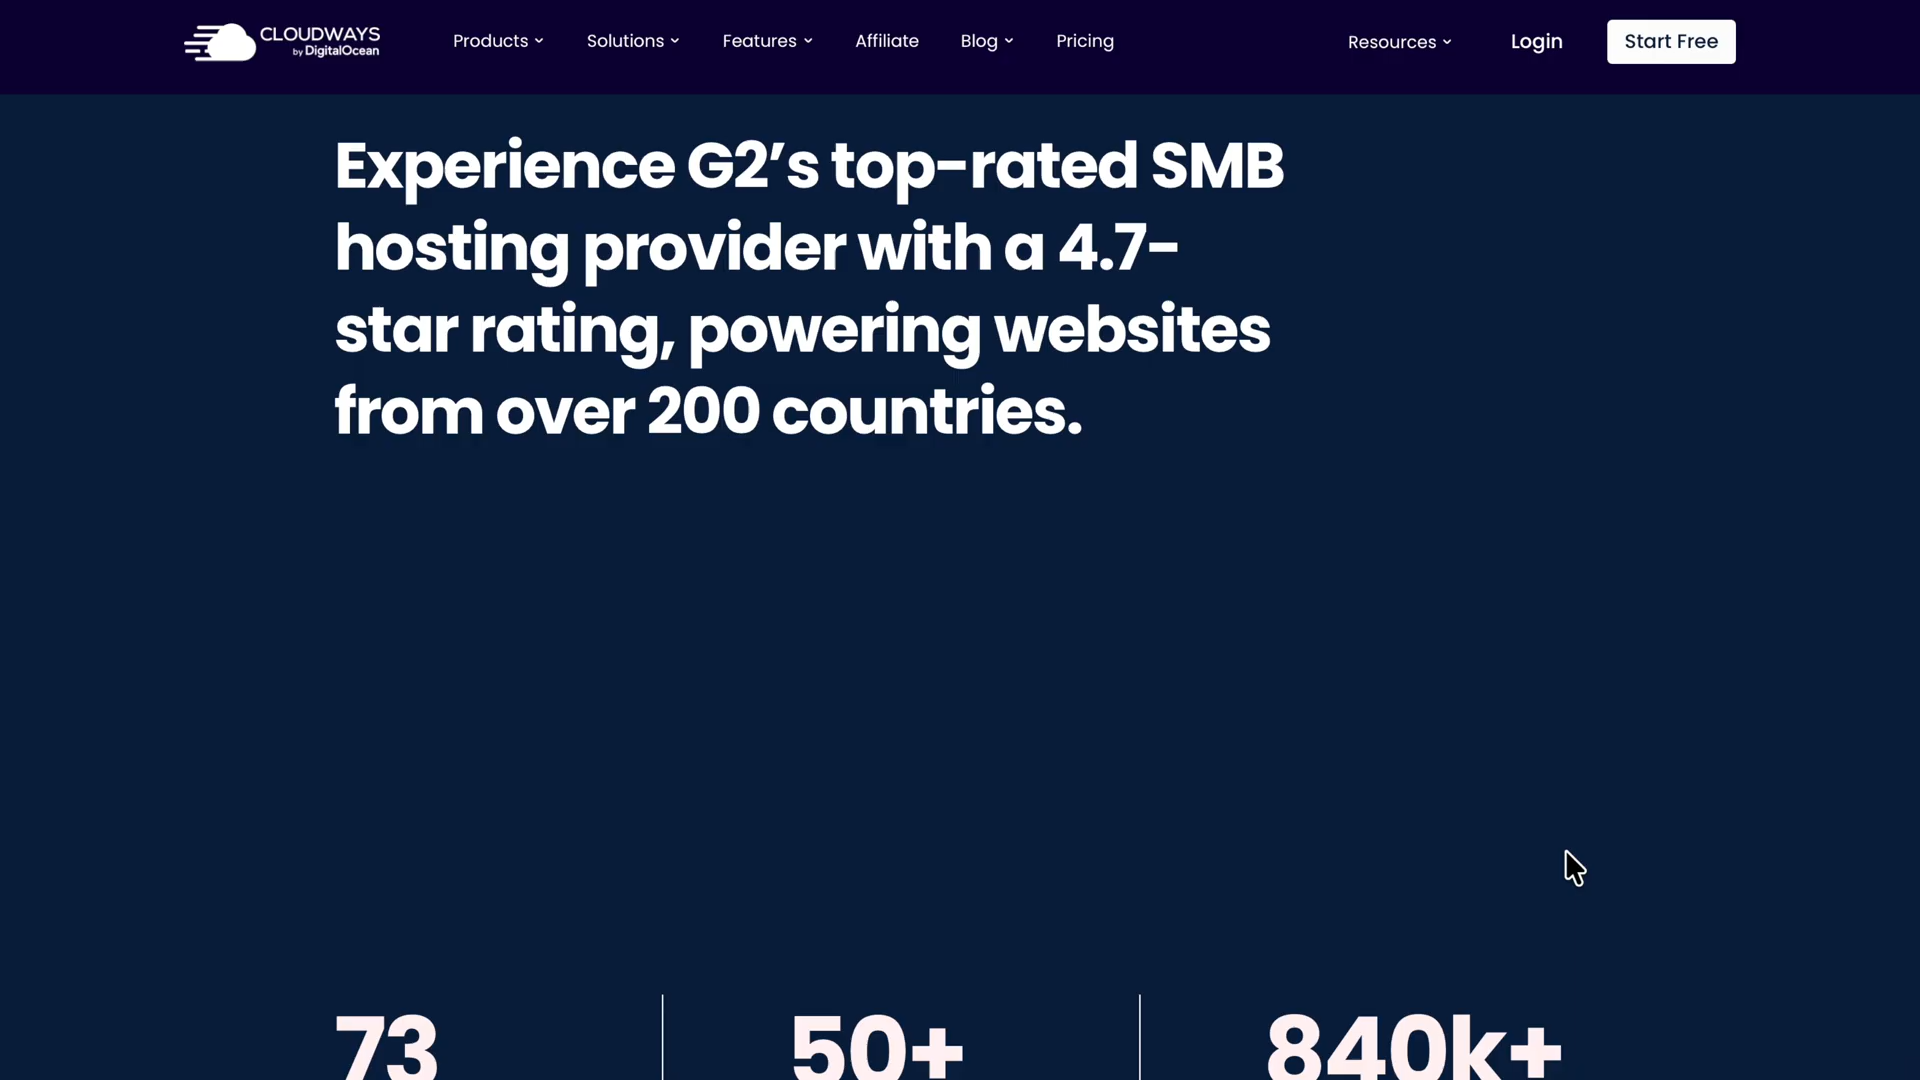 CLOUDWAYS
by DigitalOcean
Products
Solutions
Features
Affiliate
Blog
Pricing
Resources
Login
Start Free
Experience G2’s top-rated SMB
hosting provider with a 4.7-
star rating, powering websites
from over 200 countries.
73
50+
840k+